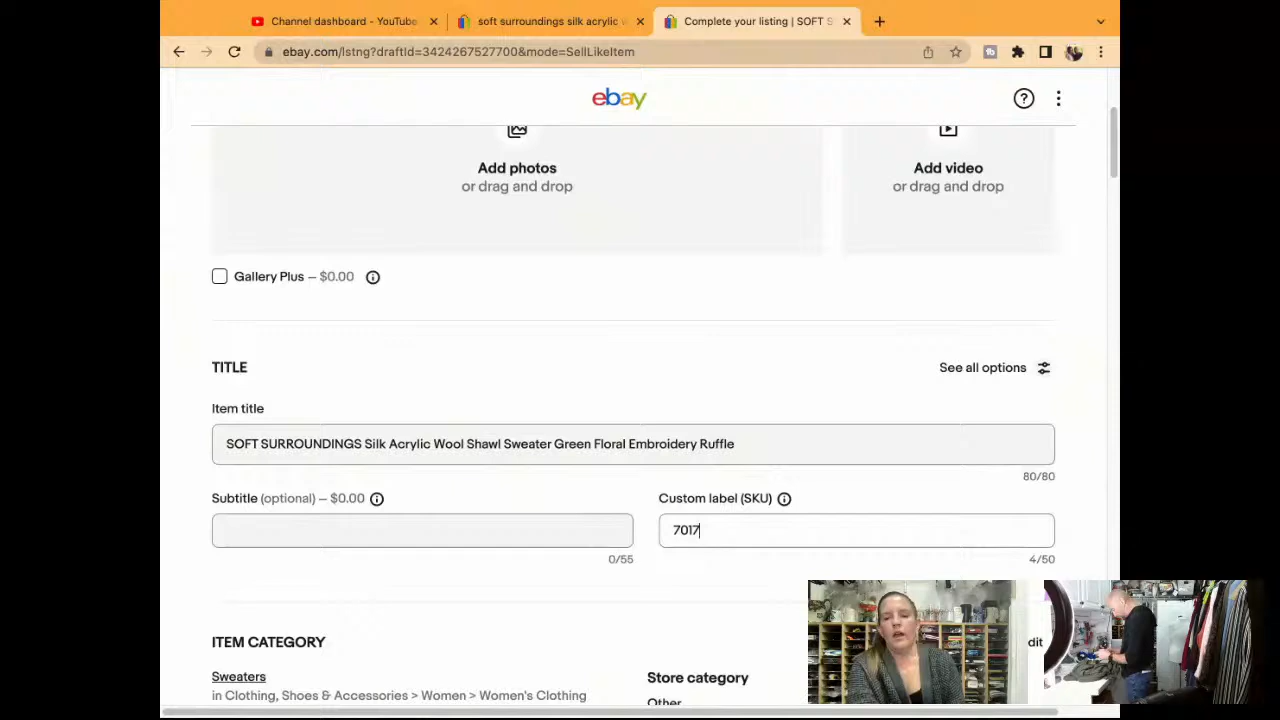 Channel dashboard - YouTube
soft surroundings silk acrylic w
Complete your listing | SOFT S
ebay.com/lstng?draftId=3424267527700&mode=SellLikeItem
ebay
Add photos
or drag and drop
Add video
or drag and drop
Gallery Plus – $0.00
TITLE
See all options
Item title
SOFT SURROUNDINGS Silk Acrylic Wool Shawl Sweater Green Floral Embroidery Ruffle
80/80
Subtitle (optional) – $0.00
Custom label (SKU)
7017
0/55
4/50
ITEM CATEGORY
dit
Sweaters
in Clothing, Shoes & Accessories > Women > Women's Clothing
Store category
Other